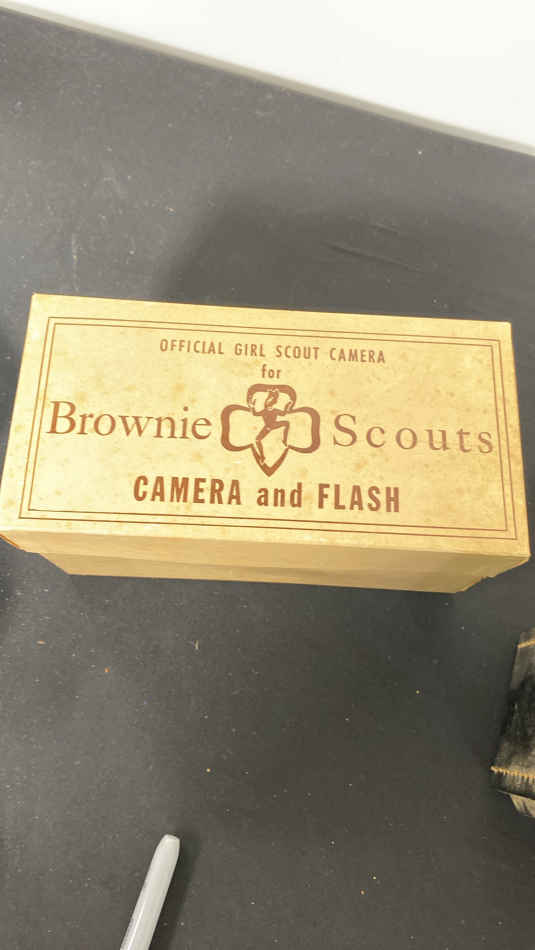 OFFICIAL GIRL SCOUT CAMERA
for
Brownie Scouts
CAMERA and FLASH